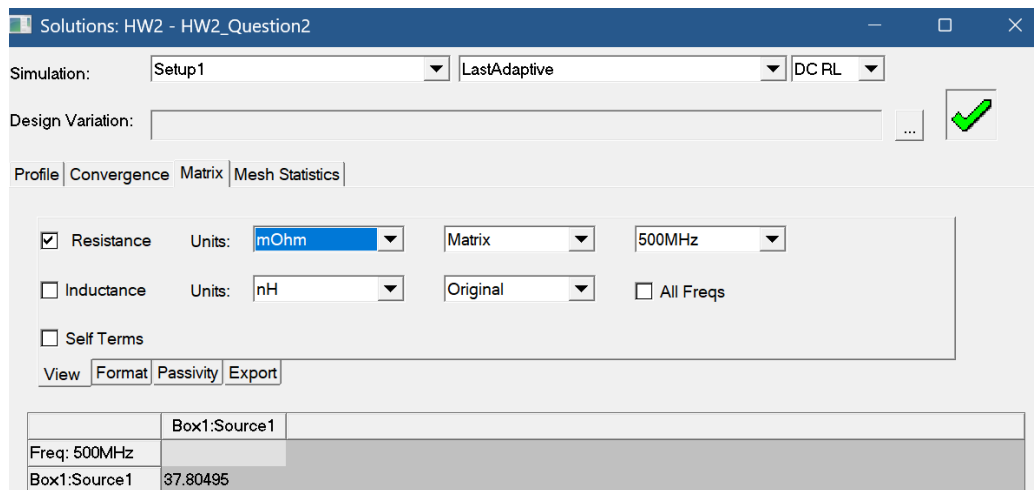 Solutions: HW2 - HW2_Question2
Simulation: Setup1 LastAdaptive DC RL
Design Variation: ...
Profile Convergence Matrix Mesh Statistics
Resistance Units: mOhm Matrix 500MHz
Inductance Units: nH Original All Freqs
Self Terms
View Format Passivity Export
Box1:Source1
Freq: 500MHz
Box1:Source1 37.80495